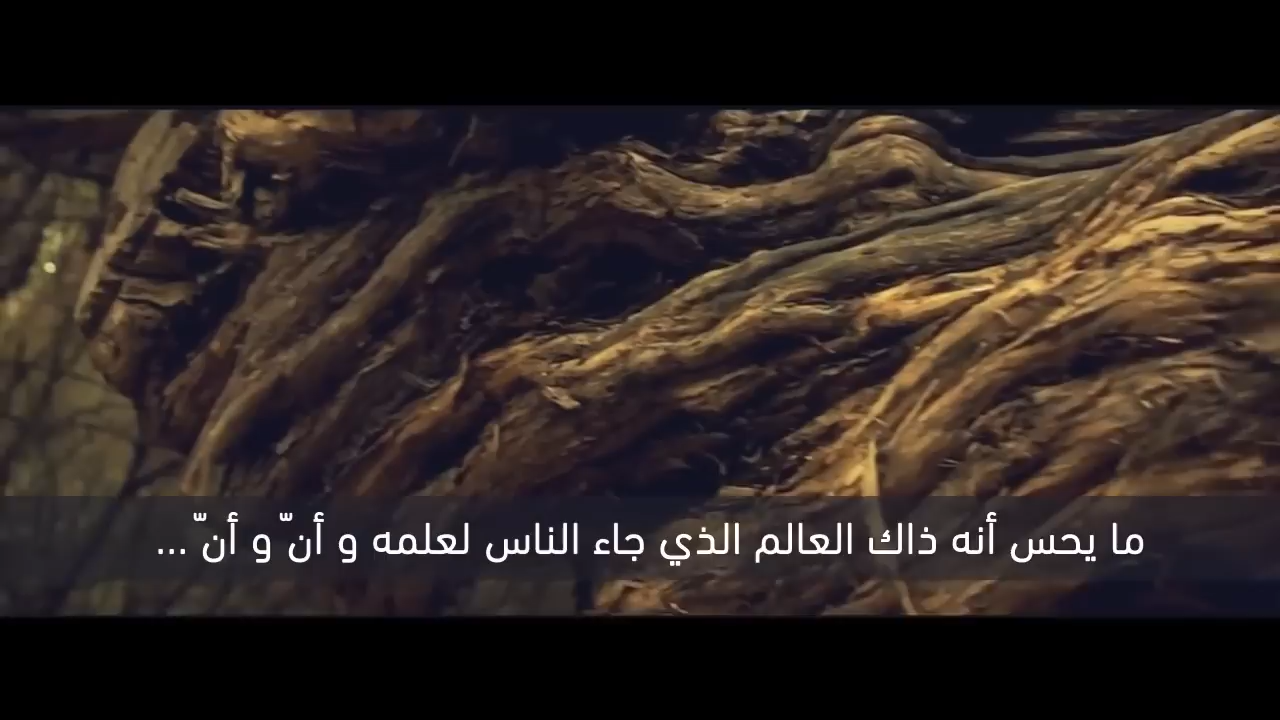 ما يحس أنه ذاك العالم الذي جاء الناس لعلمه و أنّ و أنّ ...